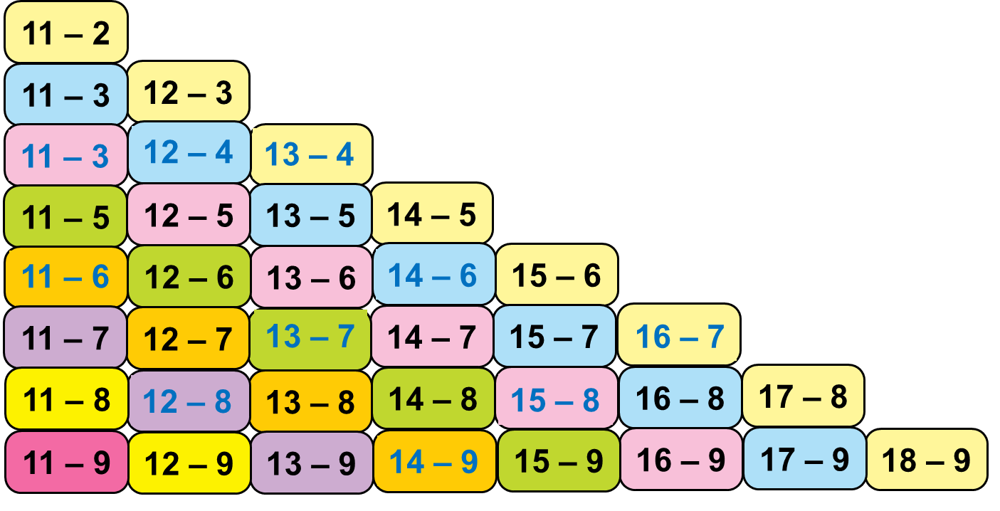 11 – 2
11 – 3 12 – 3
11 – 3 12 – 4 13 – 4
11 – 5 12 – 5 13 – 5 14 – 5
11 – 6 12 – 6 13 – 6 14 – 6 15 – 6
11 – 7 12 – 7 13 – 7 14 – 7 15 – 7 16 – 7
11 – 8 12 – 8 13 – 8 14 – 8 15 – 8 16 – 8 17 – 8
11 – 9 12 – 9 13 – 9 14 – 9 15 – 9 16 – 9 17 – 9 18 – 9